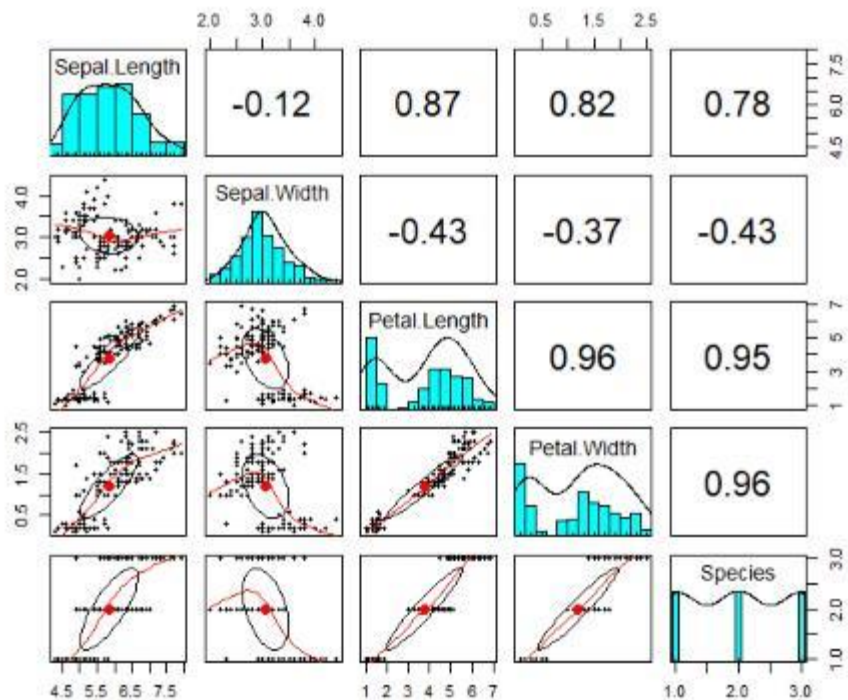 2.0 3.0 4.0 0.5 1.5 2.5
Sepal.Length -0.12 0.87 0.82 0.78 4.5 6.0 7.5
2.0 3.0 4.0 Sepal.Width -0.43 -0.37 -0.43
Petal.Length 0.96 0.95 1 3 5 7
0.5 1.5 2.5 Petal.Width 0.96
Species 1.0 2.0 3.0
4.5 5.5 6.5 7.5 1 2 3 4 5 6 7 1.0 1.5 2.0 2.5 3.0